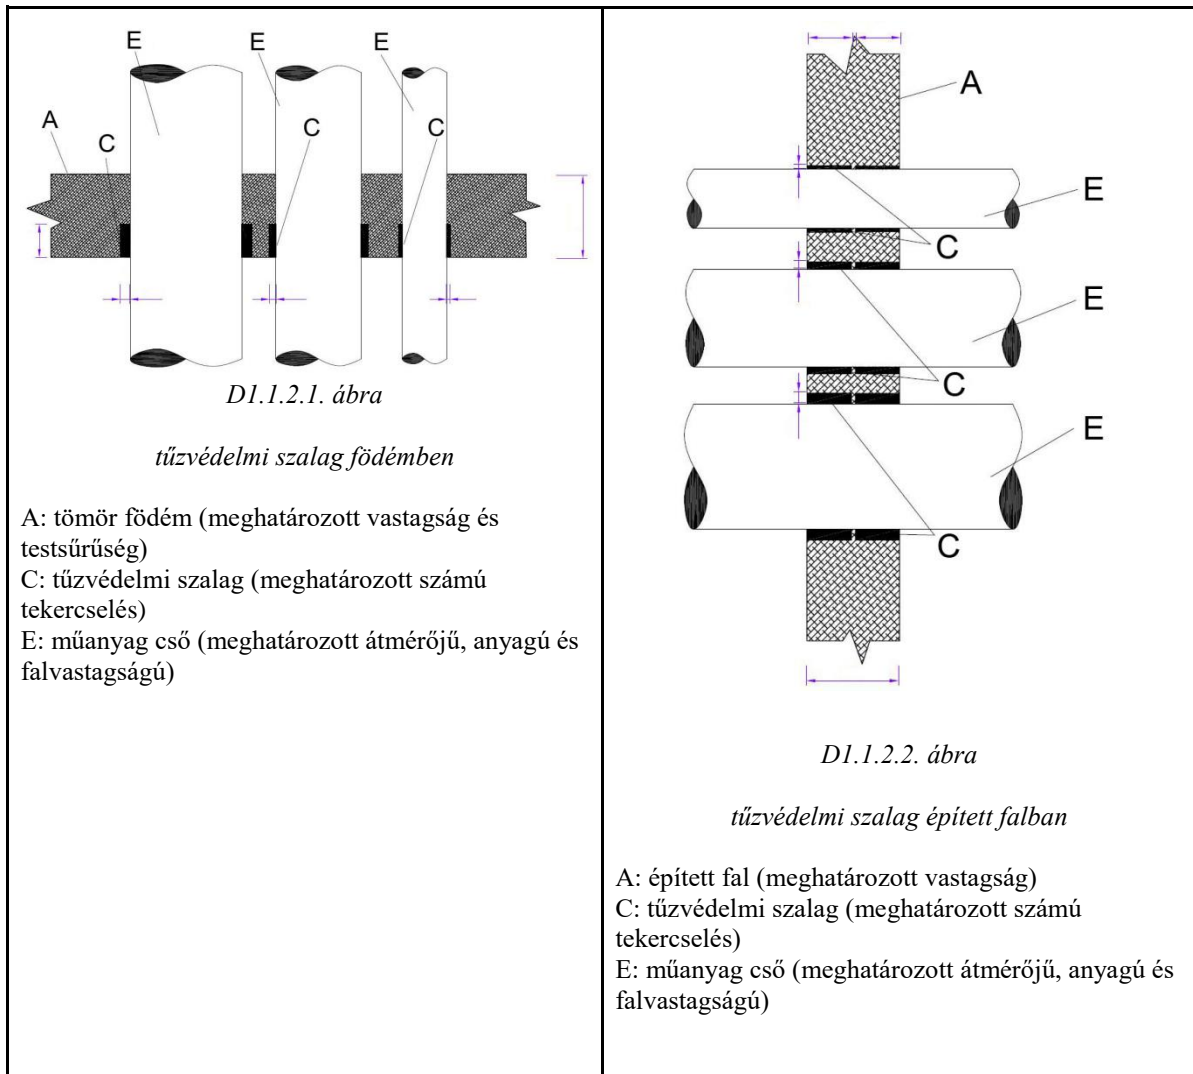 E
E
E
A
C
C
C
D1.1.2.1. ábra
tűzvédelmi szalag födémben
A: tömör födém (meghatározott vastagság és
testsűrűség)
C: tűzvédelmi szalag (meghatározott számú
tekercselés)
E: műanyag cső (meghatározott átmérőjű, anyagú és
falvastagságú)
A
E
C
E
C
E
C
D1.1.2.2. ábra
tűzvédelmi szalag épített falban
A: épített fal (meghatározott vastagság)
C: tűzvédelmi szalag (meghatározott számú
tekercselés)
E: műanyag cső (meghatározott átmérőjű, anyagú és
falvastagságú)